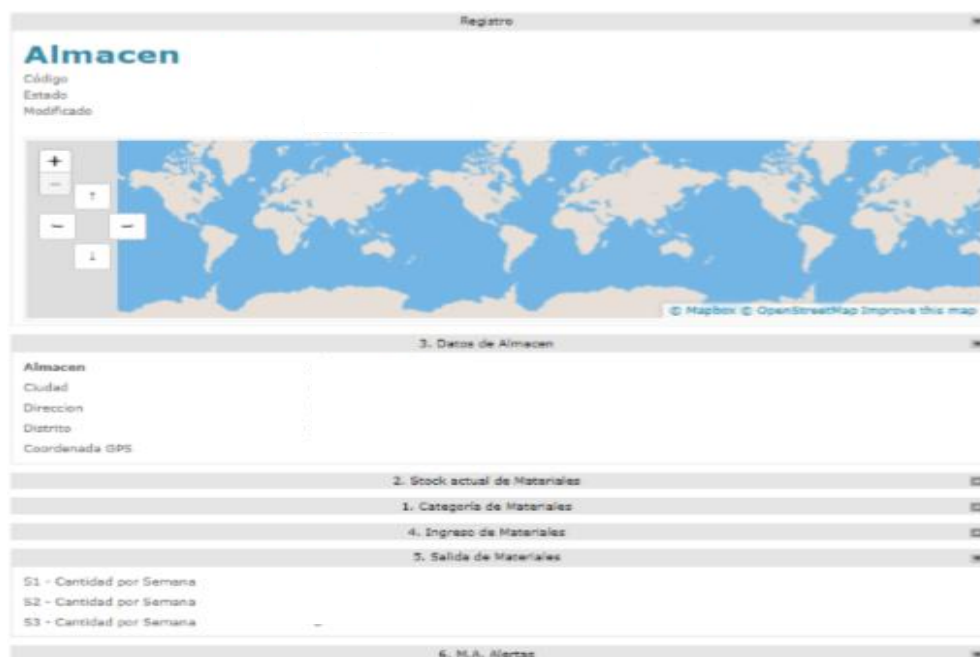 Registro
Almacen
Código
Estado
Modificado
+
−
↑
↓
© Mapbox © OpenStreetMap Improve this map
3. Datos de Almacen
Almacen
Ciudad
Direccion
Distrito
Coordenada GPS
2. Stock actual de Materiales
1. Categoría de Materiales
4. Ingreso de Materiales
5. Salida de Materiales
S1 - Cantidad por Semana
S2 - Cantidad por Semana
S3 - Cantidad por Semana
6. M.A. Alertas